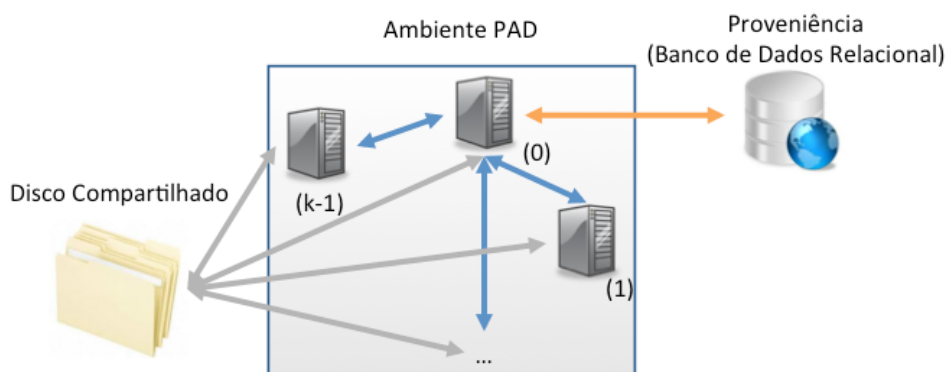 Ambiente PAD
Proveniência
(Banco de Dados Relacional)
(0)
Disco Compartilhado
(k-1)
(1)
...